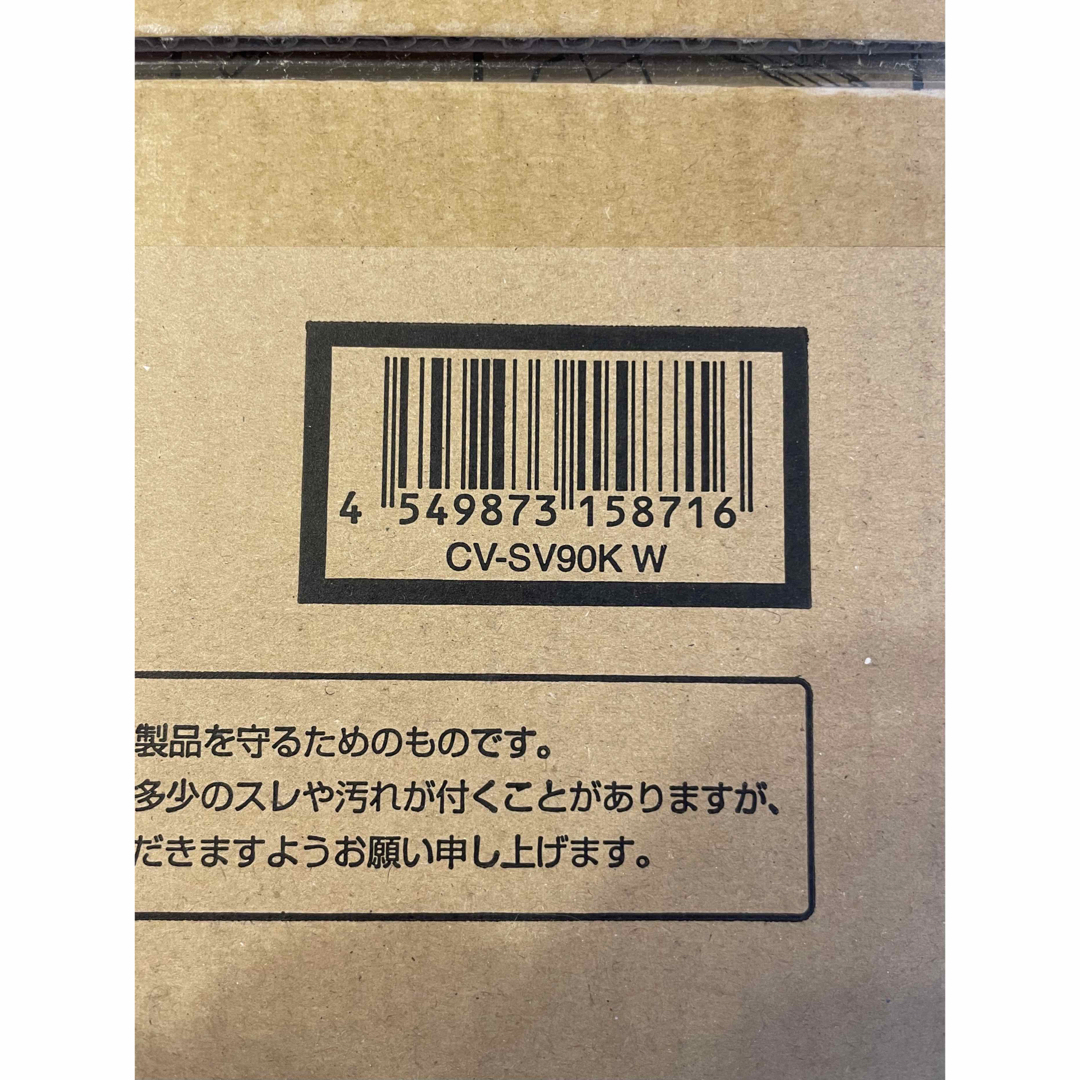 4 549873 158716
CV-SV90K W
製品を守るためのものです。
多少のスレや汚れが付くことがありますが、
だきますようお願い申し上げます。